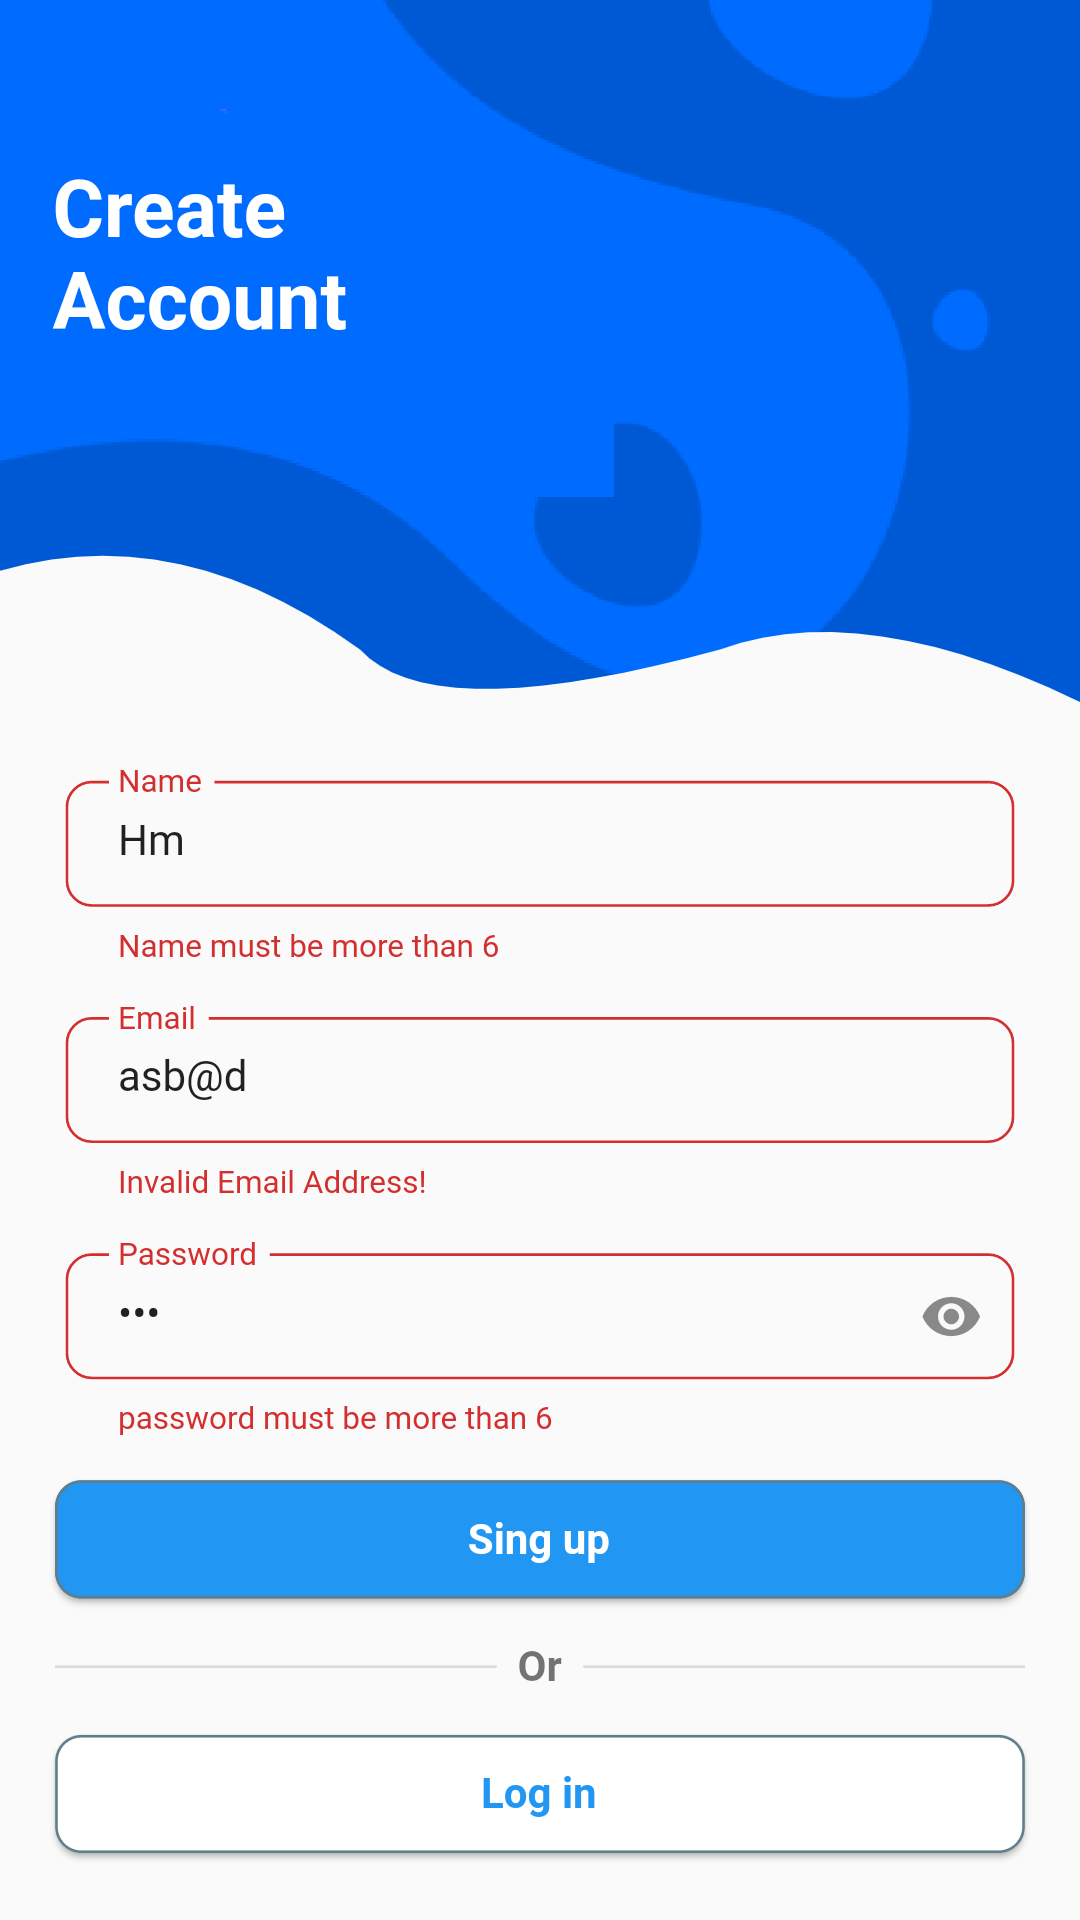 Create
Account
Name
Hm
Name must be more than 6
Email
asb@d
Invalid Email Address!
Password
•••
password must be more than 6
Sing up
Or
Log in